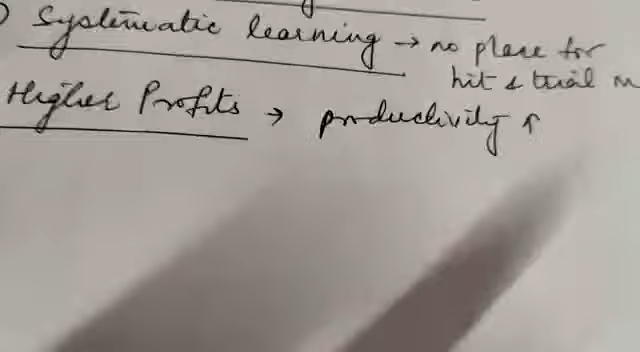 ) Systematic learning → no place for
hit & trial m
Higher Profits → productivity ↑